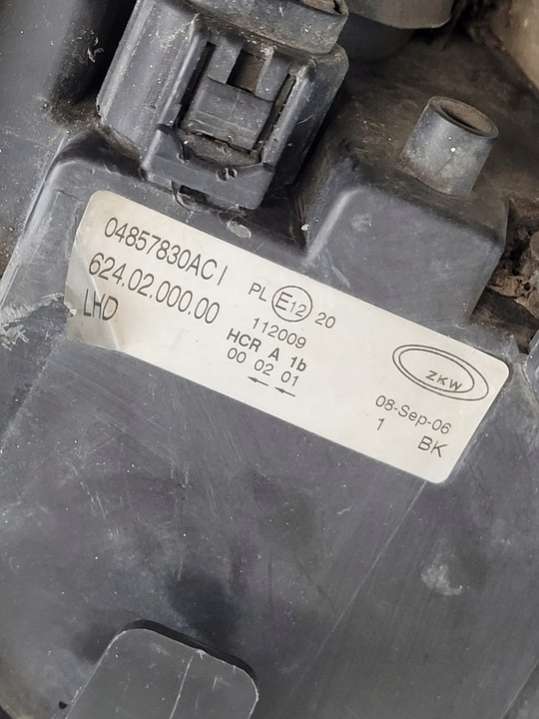 04857830AC I
624.02.000.00
LHD
PL E12 20
112009
HCR A 1b
00 02 01
← ←
ZKW
08-Sep-06
1 BK